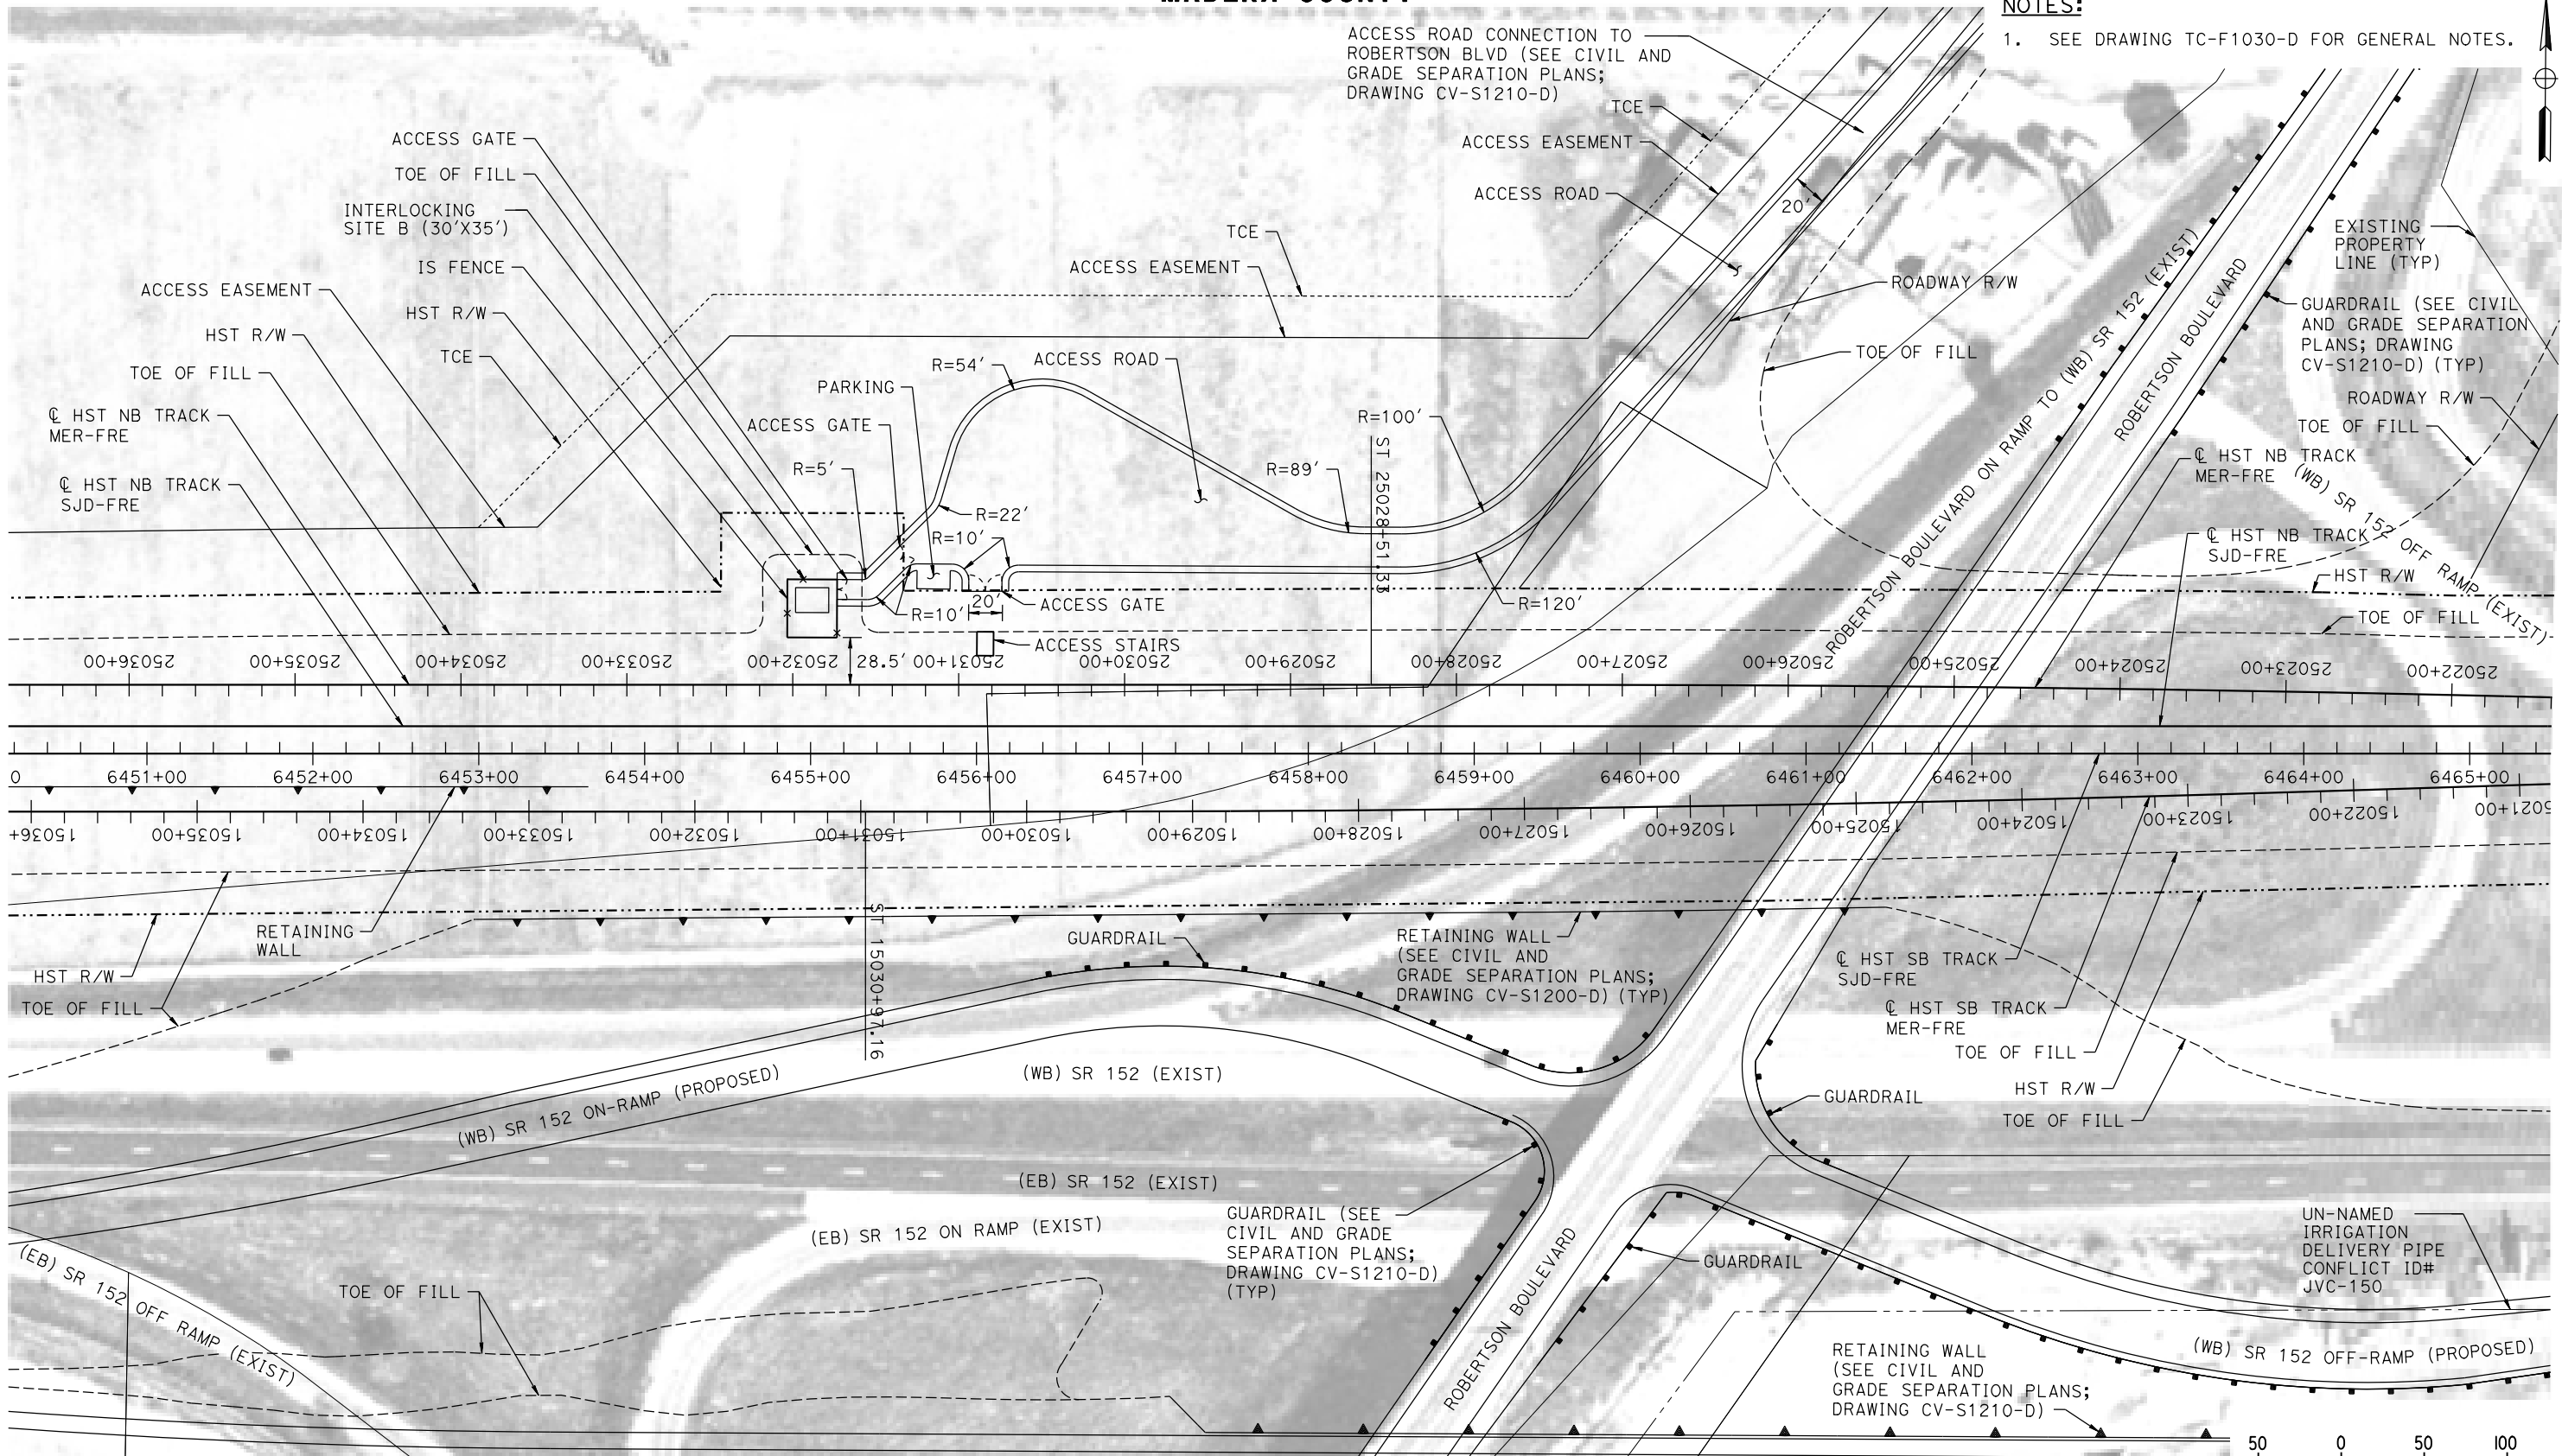 NOTES:
1. SEE DRAWING TC-F1030-D FOR GENERAL NOTES.
ACCESS ROAD CONNECTION TO
ROBERTSON BLVD (SEE CIVIL AND
GRADE SEPARATION PLANS;
DRAWING CV-S1210-D)
TCE
ACCESS EASEMENT
ACCESS ROAD
20'
ACCESS GATE
TOE OF FILL
INTERLOCKING
SITE B (30'X35')
IS FENCE
ACCESS EASEMENT
HST R/W
HST R/W
TCE
TOE OF FILL
℄ HST NB TRACK
MER-FRE
℄ HST NB TRACK
SJD-FRE
TCE
ACCESS EASEMENT
R=54'
ACCESS ROAD
PARKING
ACCESS GATE
R=5'
R=22'
R=10'
R=10'
20'
ACCESS GATE
ACCESS STAIRS
82.5'
R=89'
R=100'
R=120'
ST 25028+51.33
ROADWAY R/W
TOE OF FILL
ROBERTSON BOULEVARD ON RAMP TO (WB) SR 152 (EXIST)
ROBERTSON BOULEVARD
EXISTING
PROPERTY
LINE (TYP)
GUARDRAIL (SEE CIVIL
AND GRADE SEPARATION
PLANS; DRAWING
CV-S1210-D) (TYP)
ROADWAY R/W
TOE OF FILL
℄ HST NB TRACK
MER-FRE
(WB) SR 152 OFF RAMP (EXIST)
℄ HST NB TRACK
SJD-FRE
HST R/W
TOE OF FILL
25036+00 25035+00 25034+00 25033+00 25032+00 25031+00 25030+00 25029+00 25028+00 25027+00 25026+00 25025+00 25024+00 25023+00 25022+00
0 6451+00 6452+00 6453+00 6454+00 6455+00 6456+00 6457+00 6458+00 6459+00 6460+00 6461+00 6462+00 6463+00 6464+00 6465+00
15036+ 15035+00 15034+00 15033+00 15032+00 15031+00 15030+00 15029+00 15028+00 15027+00 15026+00 15025+00 15024+00 15023+00 15022+00 15021+00
RETAINING
WALL
HST R/W
TOE OF FILL
ST 15030+97.16
GUARDRAIL
RETAINING WALL
(SEE CIVIL AND
GRADE SEPARATION PLANS;
DRAWING CV-S1200-D) (TYP)
℄ HST SB TRACK
SJD-FRE
℄ HST SB TRACK
MER-FRE
TOE OF FILL
HST R/W
TOE OF FILL
GUARDRAIL
(WB) SR 152 ON-RAMP (PROPOSED)
(WB) SR 152 (EXIST)
(EB) SR 152 (EXIST)
(EB) SR 152 ON RAMP (EXIST)
(EB) SR 152 OFF RAMP (EXIST)
TOE OF FILL
GUARDRAIL (SEE
CIVIL AND GRADE
SEPARATION PLANS;
DRAWING CV-S1210-D)
(TYP)
ROBERTSON BOULEVARD
GUARDRAIL
UN-NAMED
IRRIGATION
DELIVERY PIPE
CONFLICT ID#
JVC-150
(WB) SR 152 OFF-RAMP (PROPOSED)
RETAINING WALL
(SEE CIVIL AND
GRADE SEPARATION PLANS;
DRAWING CV-S1210-D)
50 0 50 100